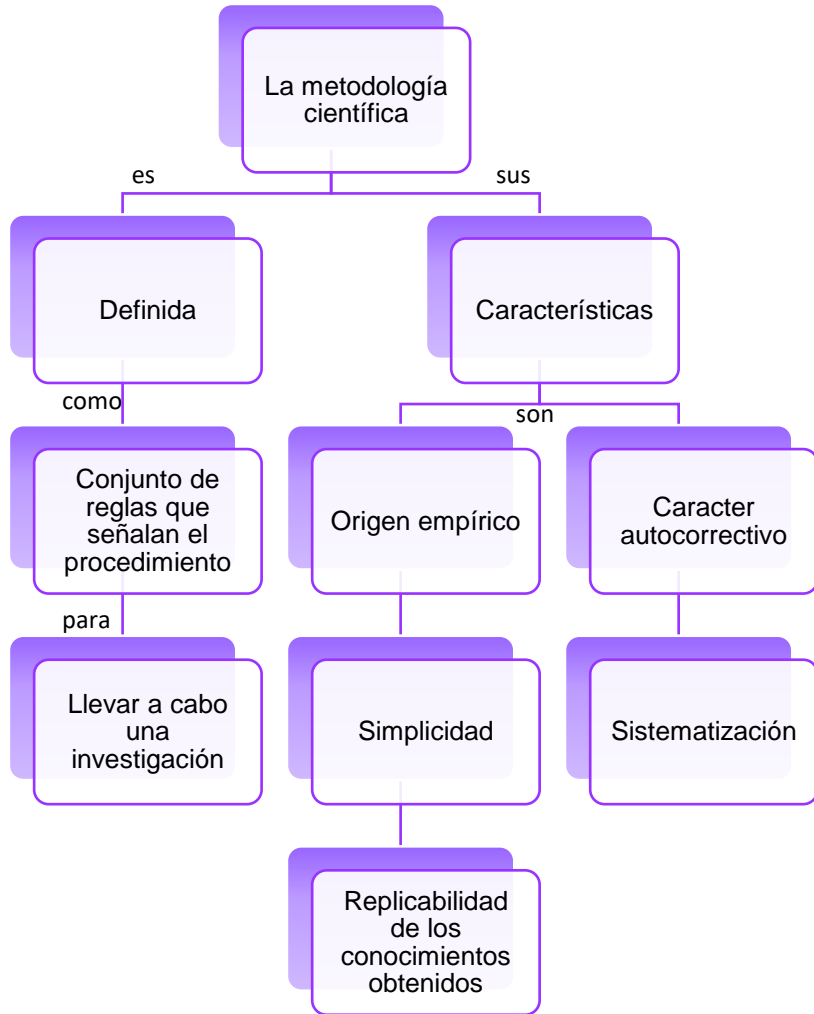 La metodología
científica
es
sus
Definida
Característícas
como
son
Conjunto de
reglas que
señalan el
procedimiento
Origen empírico
Caracter
autocorrectivo
para
Llevar a cabo
una
investigación
Simplicidad
Sistematización
Replicabilidad
de los
conocimientos
obtenidos